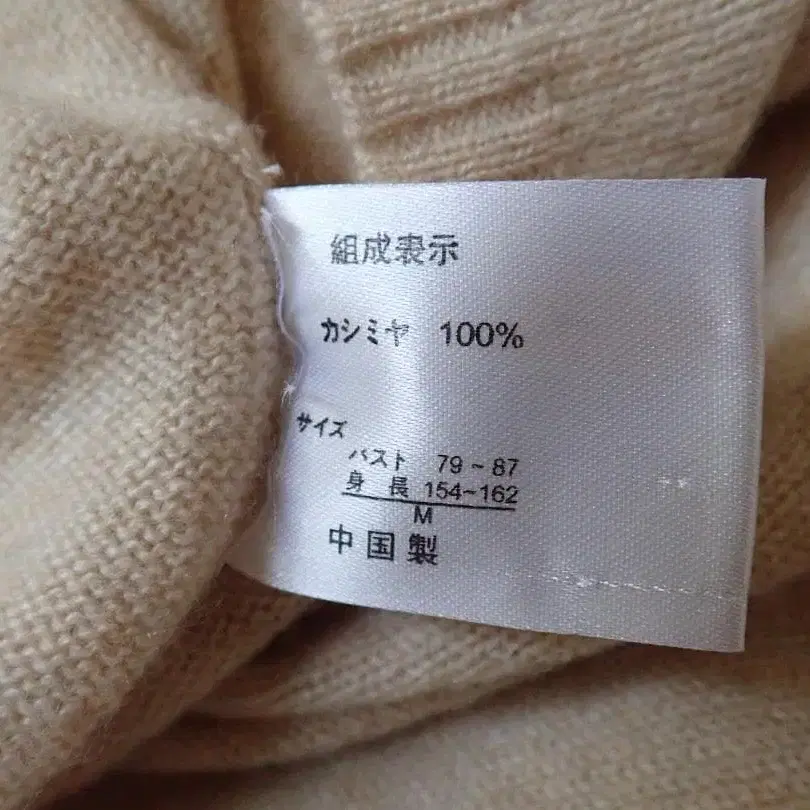 組成表示
カシミヤ 100%
サイズ
バスト 79~87
身長 154~162
M
中国製